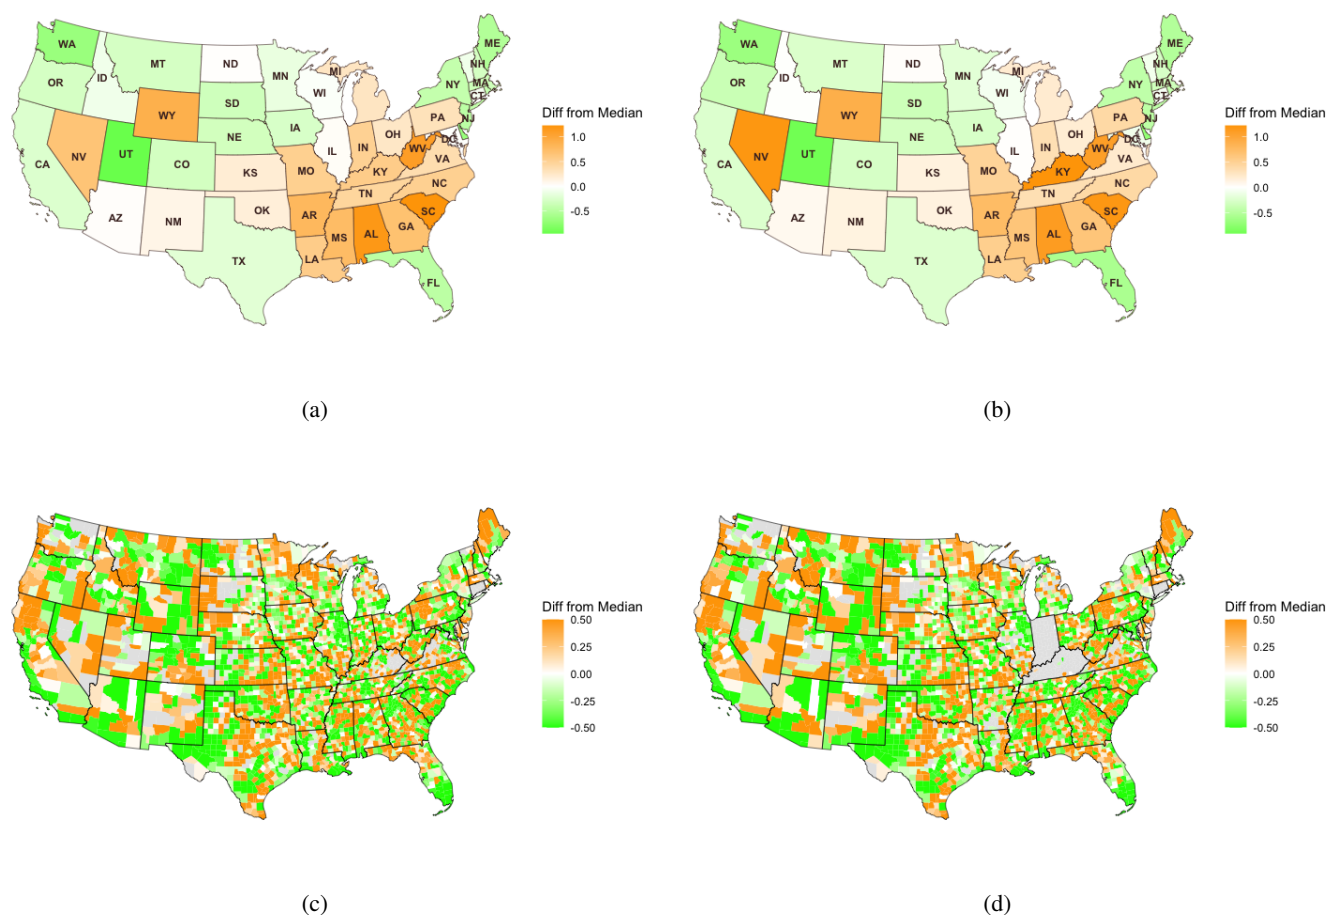 WA
OR
ID
MT
ND
MN
WI
MI
ME
NH
MA
CT
NY
NJ
WY
SD
NE
IA
NV
UT
CO
CA
IL
IN
OH
PA
DC
WV
VA
KS
MO
KY
NC
TN
OK
AR
SC
AZ
NM
MS
AL
GA
LA
TX
FL
Diff from Median
1.0
0.5
0.0
-0.5
(a)
WA
OR
ID
MT
ND
MN
WI
MI
ME
NH
MA
CT
NY
NJ
WY
SD
NE
IA
NV
UT
CO
CA
IL
IN
OH
PA
DC
WV
VA
KS
MO
KY
NC
TN
OK
AR
SC
AZ
NM
MS
AL
GA
LA
TX
FL
Diff from Median
1.0
0.5
0.0
-0.5
(b)
Diff from Median
0.50
0.25
0.00
-0.25
-0.50
(c)
Diff from Median
0.50
0.25
0.00
-0.25
-0.50
(d)